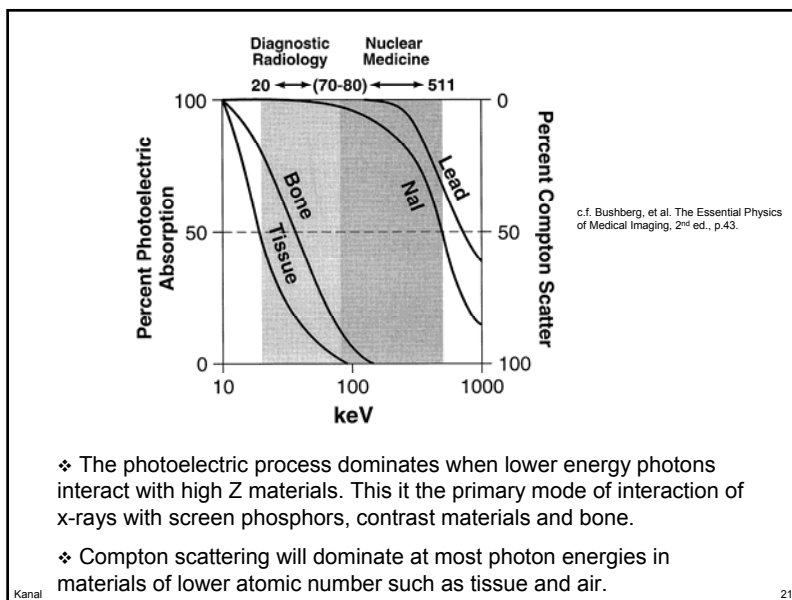 Diagnostic Nuclear
Radiology Medicine
20 ↔ (70-80) ↔ 511
100
50
0
Percent Photoelectric
Absorption
Bone
Tissue
NaI
Lead
0
50
100
Percent Compton Scatter
10 100 1000
keV
c.f. Bushberg, et al. The Essential Physics
of Medical Imaging, 2nd ed., p.43.
❖ The photoelectric process dominates when lower energy photons
interact with high Z materials. This it the primary mode of interaction of
x-rays with screen phosphors, contrast materials and bone.
❖ Compton scattering will dominate at most photon energies in
materials of lower atomic number such as tissue and air.
Kanal
21